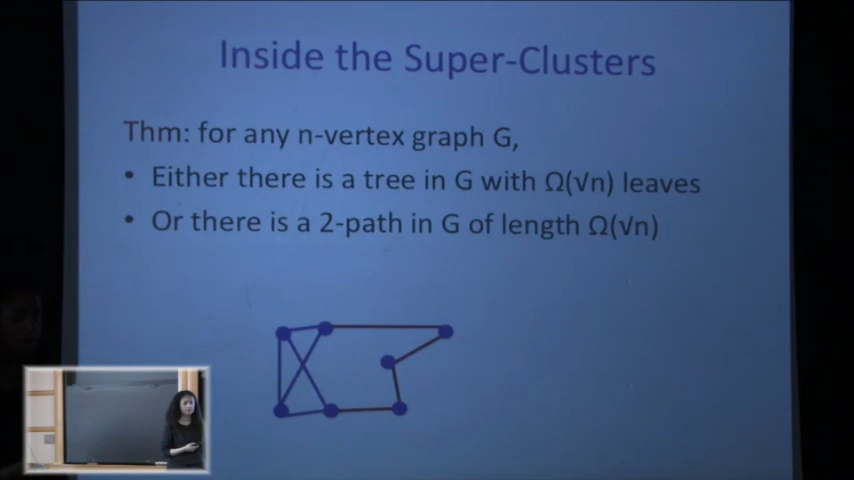 Inside the Super-Clusters
Thm: for any n-vertex graph G,
• Either there is a tree in G with Ω(√n) leaves
• Or there is a 2-path in G of length Ω(√n)